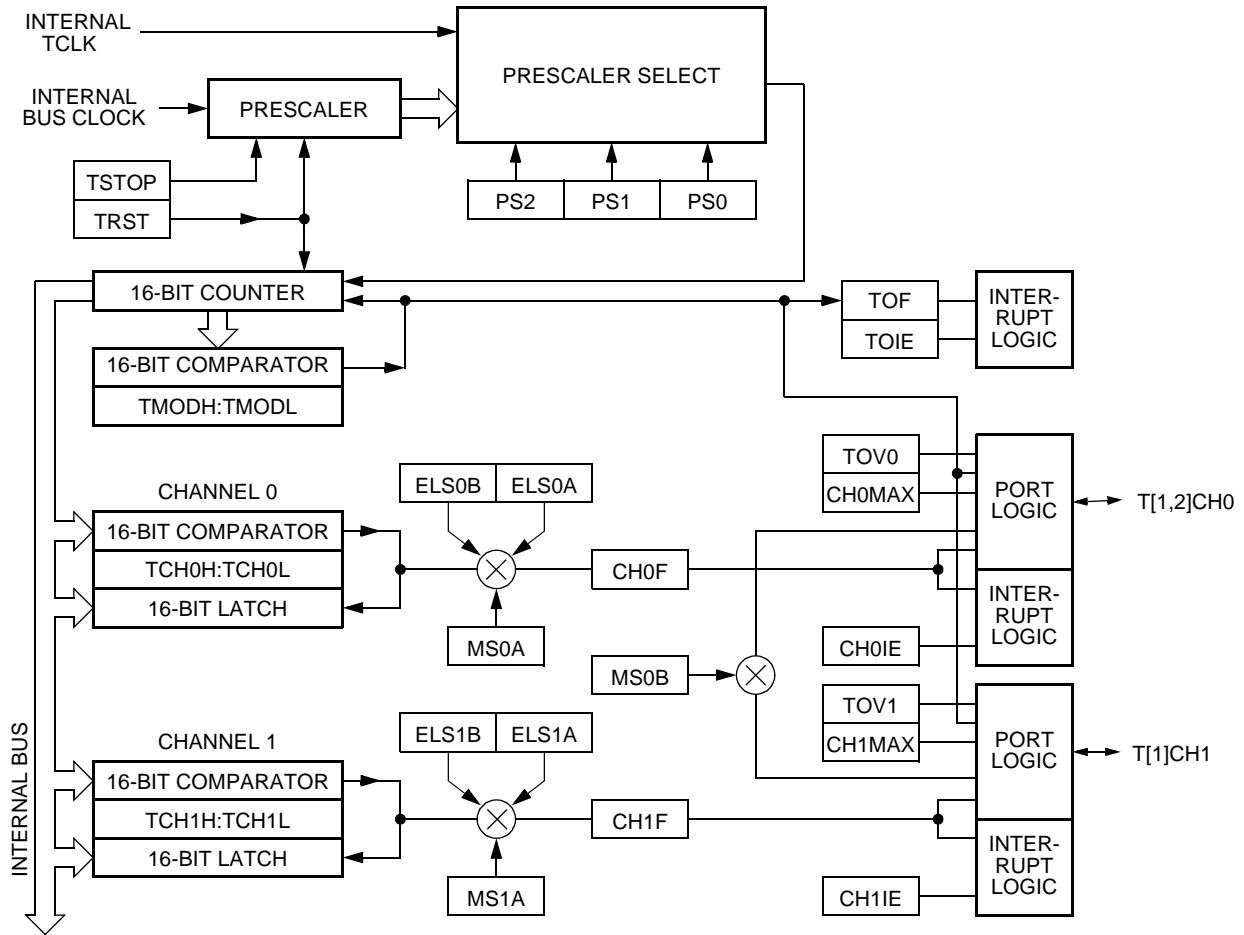 INTERNAL
TCLK
PRESCALER SELECT
INTERNAL
BUS CLOCK
PRESCALER
TSTOP
TRST
PS2 PS1 PS0
16-BIT COUNTER
TOF
TOIE
INTER-
RUPT
LOGIC
16-BIT COMPARATOR
TMODH:TMODL
CHANNEL 0
ELS0B ELS0A
TOV0
CH0MAX
PORT
LOGIC
T[1,2]CH0
16-BIT COMPARATOR
TCH0H:TCH0L
16-BIT LATCH
CH0F
MS0A
INTER-
RUPT
LOGIC
CH0IE
MS0B
CHANNEL 1
ELS1B ELS1A
TOV1
CH1MAX
PORT
LOGIC
T[1]CH1
16-BIT COMPARATOR
TCH1H:TCH1L
16-BIT LATCH
CH1F
MS1A
INTER-
RUPT
LOGIC
CH1IE
INTERNAL BUS